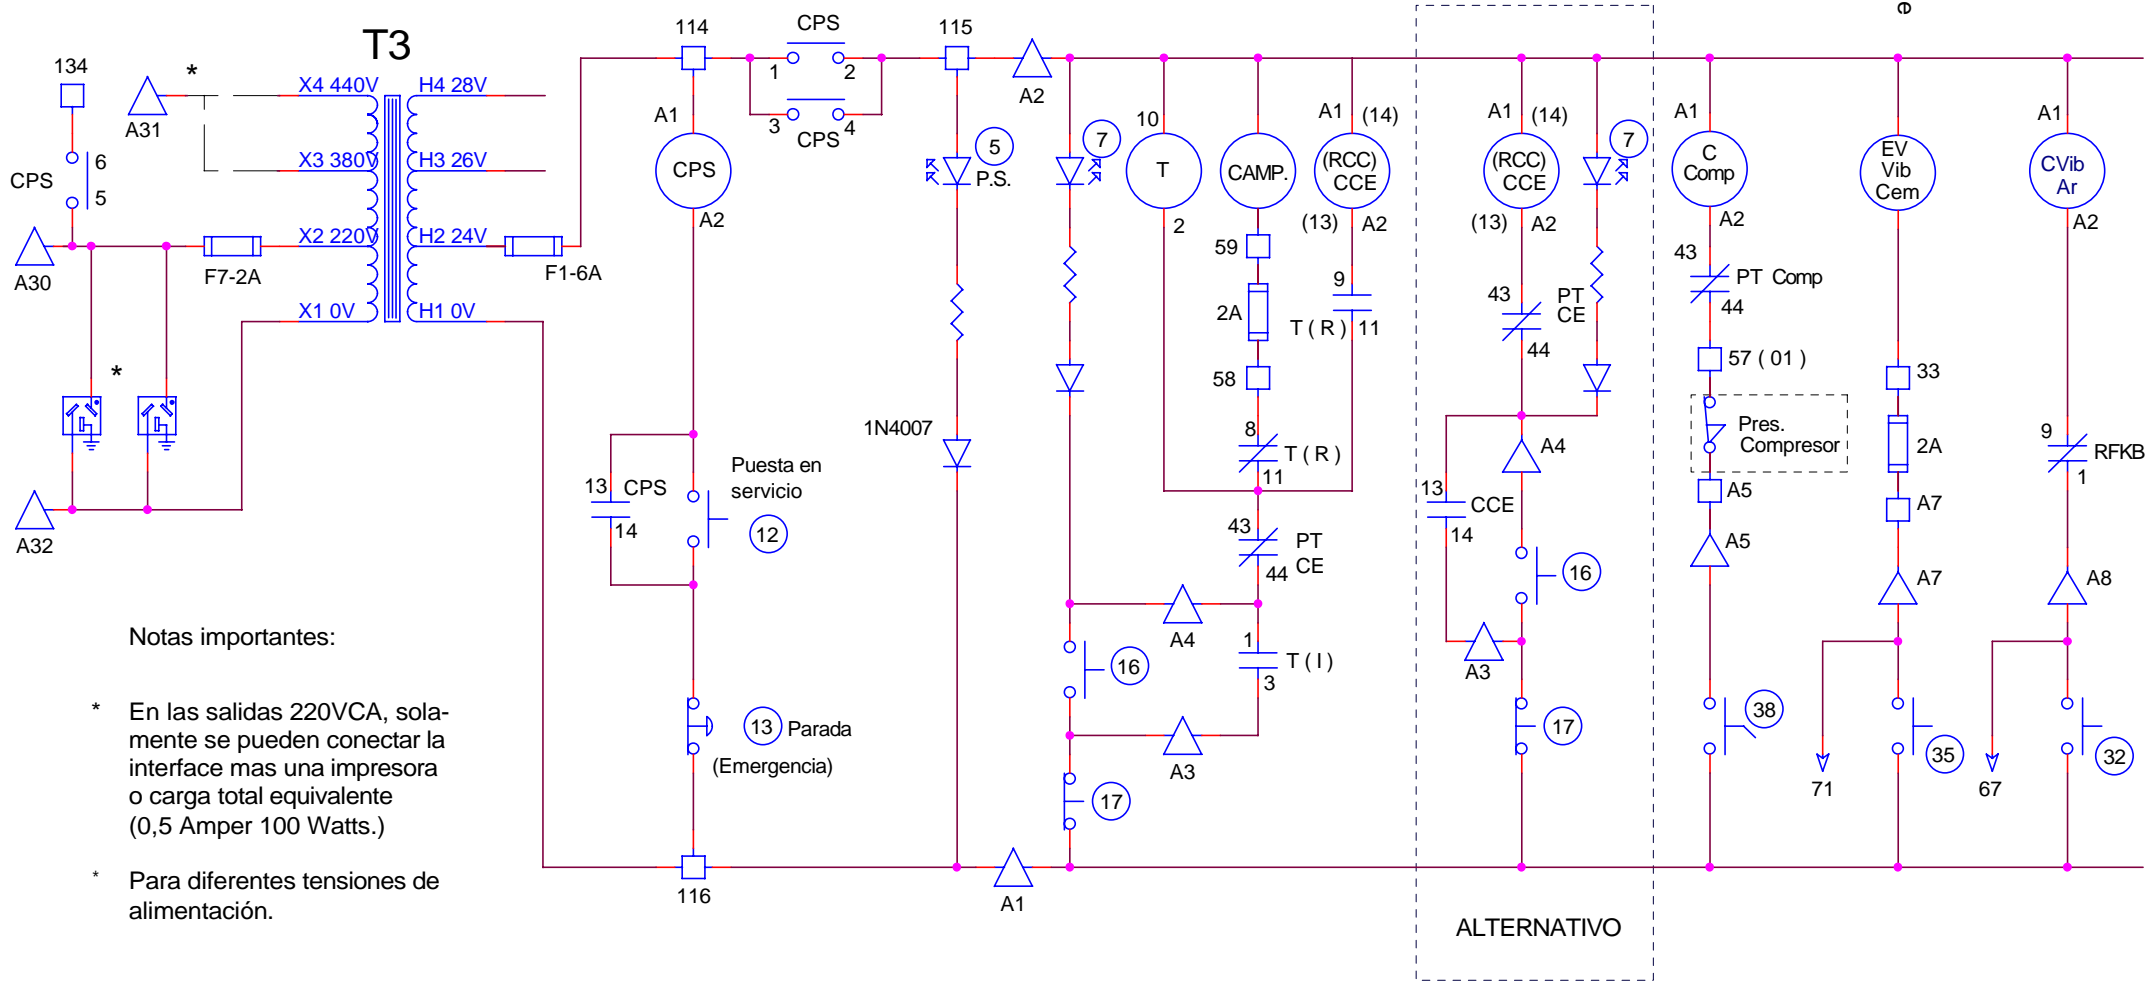 e
T3
134
*
A31
X4 440V
H4 28V
X3 380V
H3 26V
X2 220V
H2 24V
X1 0V
H1 0V
CPS
6
5
A30
F7-2A
F1-6A
*
A32
114
CPS
1
2
3
4
CPS
115
A2
A1
CPS
A2
5
P.S.
7
10
T
2
CAMP.
A1
(14)
(RCC)
CCE
(13)
A2
59
2A
58
9
T ( R )
11
8
T ( R )
11
43
PT
CE
44
1
T ( I )
3
A4
A3
16
17
1N4007
13
CPS
14
Puesta en
servicio
12
13
Parada
(Emergencia)
116
A1
A1
(14)
(RCC)
CCE
(13)
A2
7
43
PT
CE
44
A4
13
CCE
14
16
A3
17
ALTERNATIVO
A1
C
Comp
A2
43
PT Comp
44
57 ( 01 )
Pres.
Compresor
A5
A5
38
EV
Vib
Cem
33
2A
A7
A7
71
35
A1
CVib
Ar
A2
9
RFKB
1
A8
67
32
Notas importantes:
* En las salidas 220VCA, sola-
mente se pueden conectar la
interface mas una impresora
o carga total equivalente
(0,5 Amper 100 Watts.)
* Para diferentes tensiones de
alimentación.